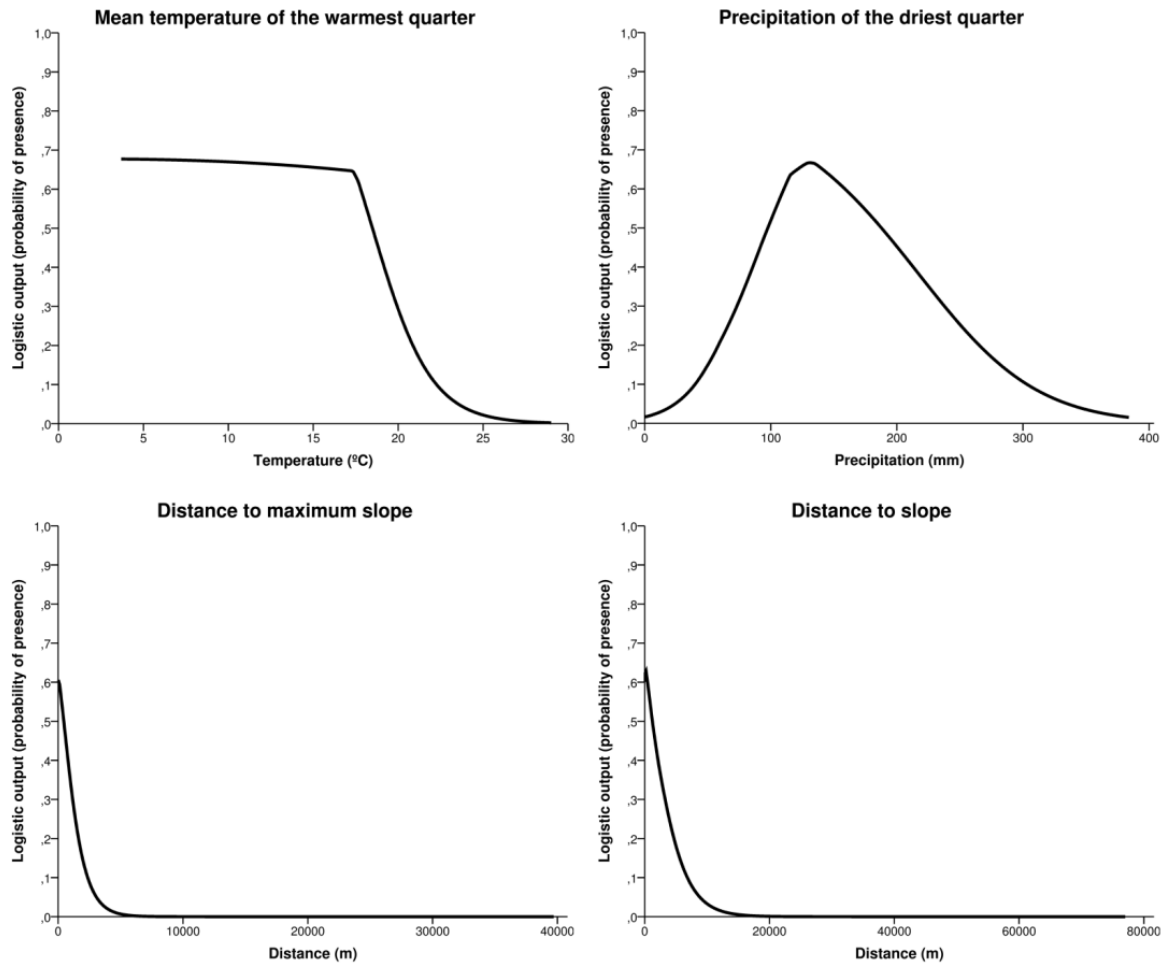 Mean temperature of the warmest quarter
Logistic output (probability of presence)
1,0
,9
,8
,7
,6
,5
,4
,3
,2
,1
,0
0 5 10 15 20 25 30
Temperature (ºC)
Precipitation of the driest quarter
Logistic output (probability of presence)
1,0
,9
,8
,7
,6
,5
,4
,3
,2
,1
,0
0 100 200 300 400
Precipitation (mm)
Distance to maximum slope
Logistic output (probability of presence)
1,0
,9
,8
,7
,6
,5
,4
,3
,2
,1
,0
0 10000 20000 30000 40000
Distance (m)
Distance to slope
Logistic output (probability of presence)
1,0
,9
,8
,7
,6
,5
,4
,3
,2
,1
,0
0 20000 40000 60000 80000
Distance (m)